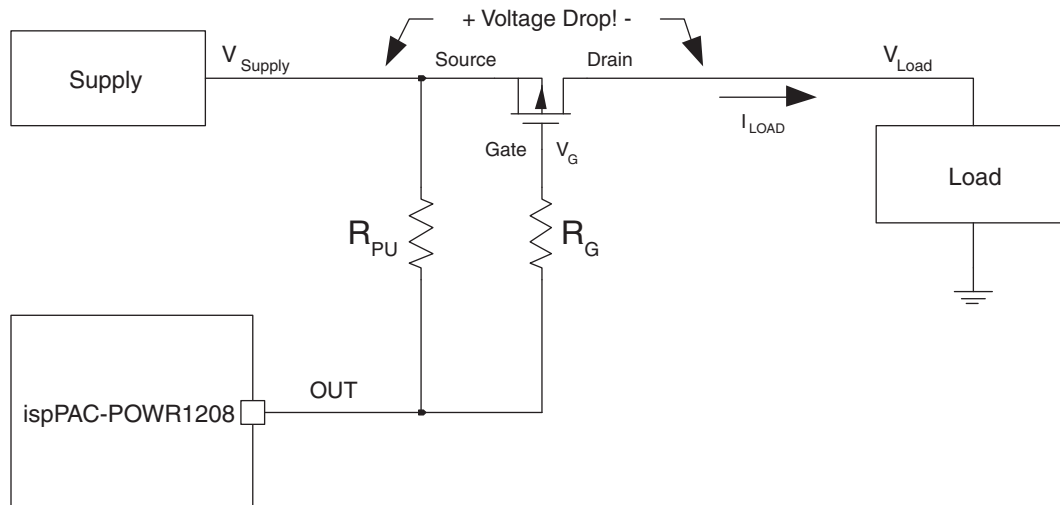 + Voltage Drop! -
Supply
V Supply
Source
Drain
V Load
I LOAD
Gate
V G
Load
R PU
R G
OUT
ispPAC-POWR1208